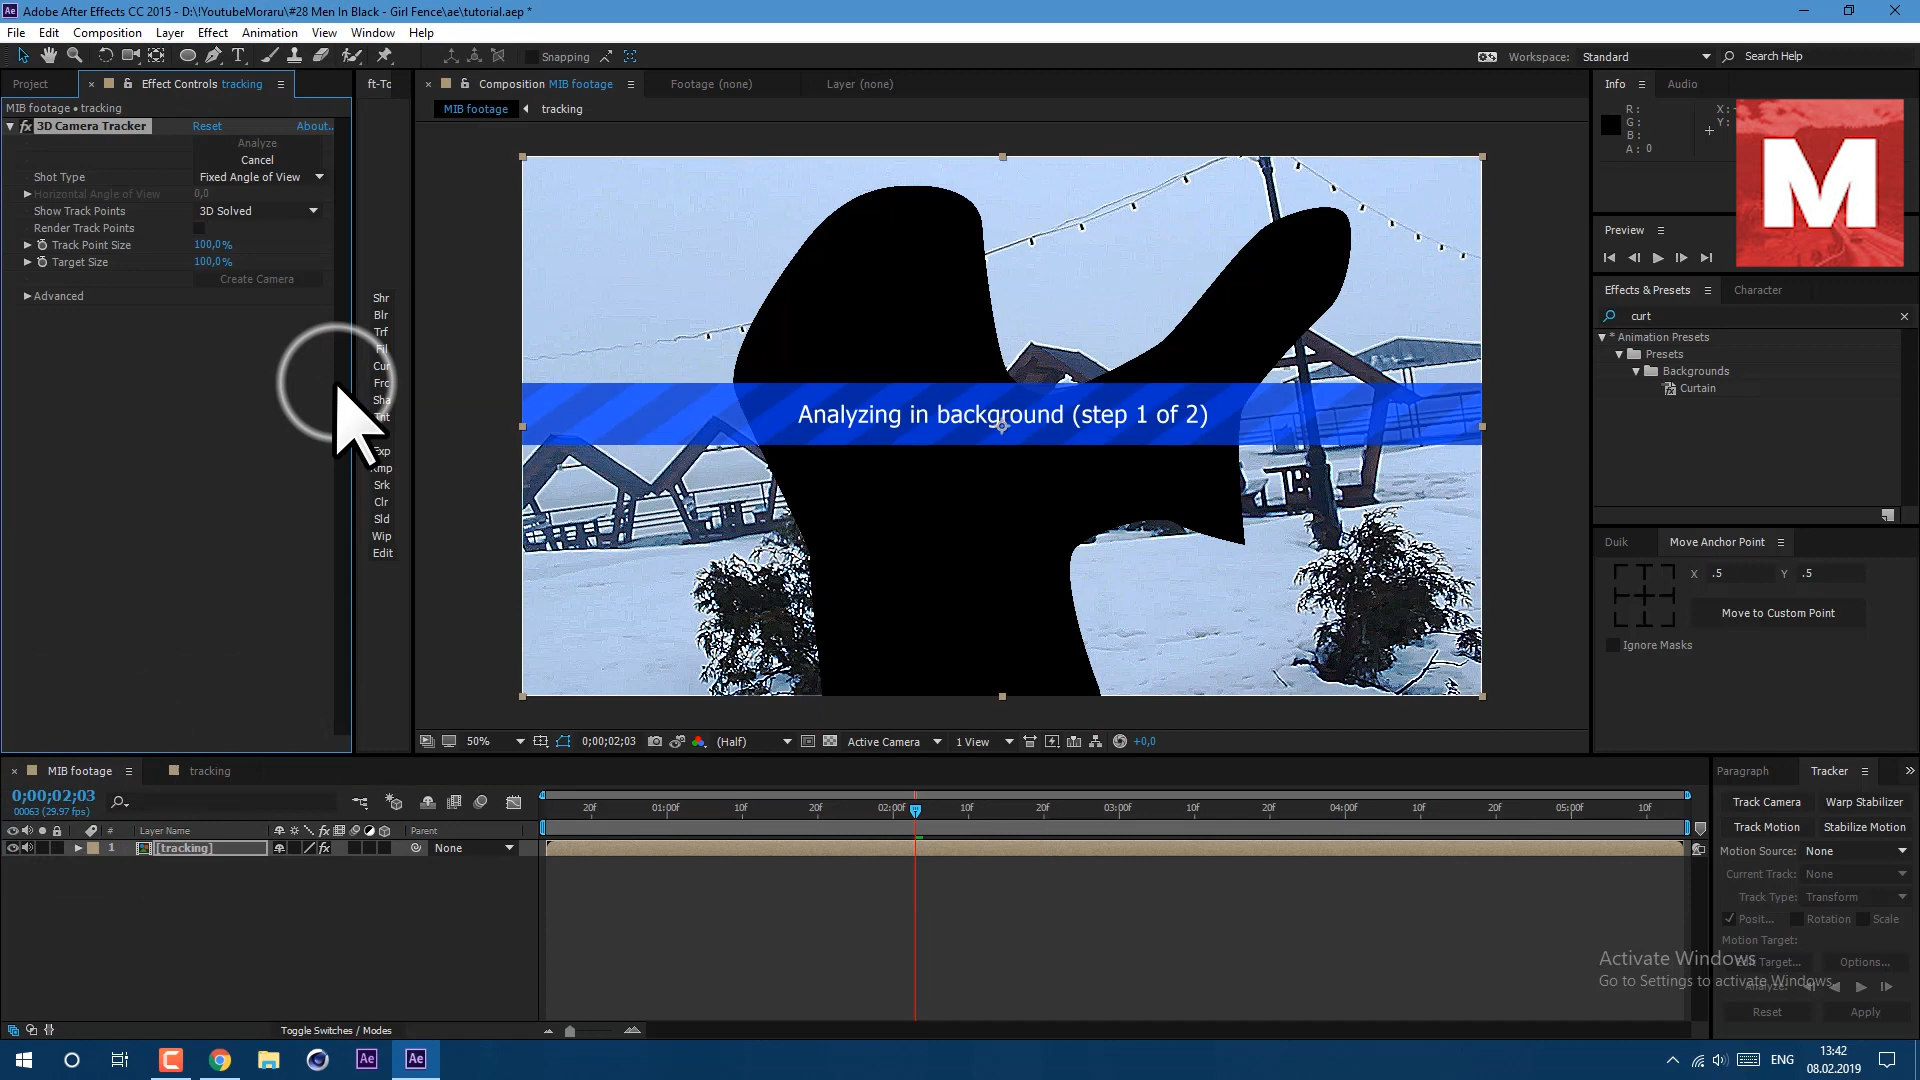 Adobe After Effects CC 2015 - D:\!YoutubeMoraru\#28 Men In Black - Girl Fence\ae\tutorial.aep *
File Edit Composition Layer Effect Animation View Window Help
Snapping
Workspace: Standard
Search Help
Project
Effect Controls tracking
ft-To
Composition MIB footage
Footage (none)
Layer (none)
Info
Audio
MIB footage • tracking
MIB footage
tracking
fx 3D Camera Tracker Reset About..
Analyze
Cancel
Shot Type Fixed Angle of View
Horizontal Angle of View 0,0
Show Track Points 3D Solved
Render Track Points
Track Point Size 100,0%
Target Size 100,0%
Create Camera
Advanced
Shr
Blr
Trf
Fil
Cur
Frc
Sha
Tnt
Exp
Kmp
Srk
Clr
Sld
Wip
Edit
Analyzing in background (step 1 of 2)
R:
G:
B:
A: 0
X:
Y:
M
Preview
Effects & Presets
Character
curt
* Animation Presets
Presets
Backgrounds
Curtain
Duik
Move Anchor Point
X .5 Y .5
Move to Custom Point
Ignore Masks
50%
0;00;02;03
(Half)
Active Camera
1 View
+0,0
MIB footage
tracking
0;00;02;03
00063 (29.97 fps)
20f 01:00f 10f 20f 02:00f 10f 20f 03:00f 10f 20f 04:00f 10f 20f 05:00f 10f
# Layer Name fx Parent
1 [tracking] fx None
Toggle Switches / Modes
Paragraph
Tracker
Track Camera Warp Stabilizer
Track Motion Stabilize Motion
Motion Source: None
Current Track: None
Track Type: Transform
Posit... Rotation Scale
Motion Target:
Edit Target... Options...
Analyze:
Reset Apply
Activate Windows
Go to Settings to activate Windows.
Ae
Ae
ENG
13:42
08.02.2019